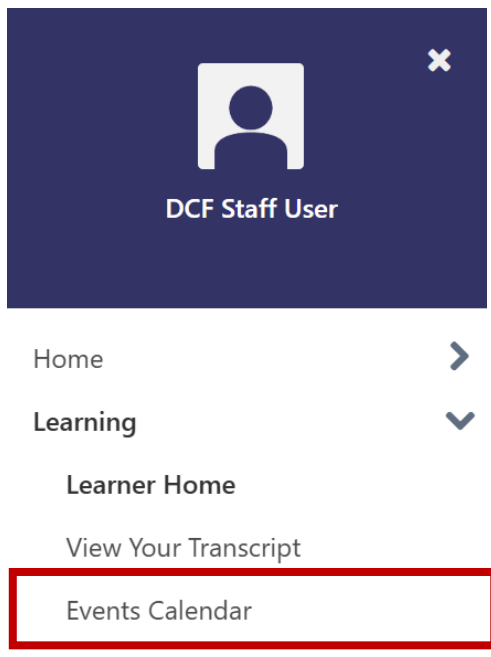 DCF Staff User
Home
Learning
Learner Home
View Your Transcript
Events Calendar